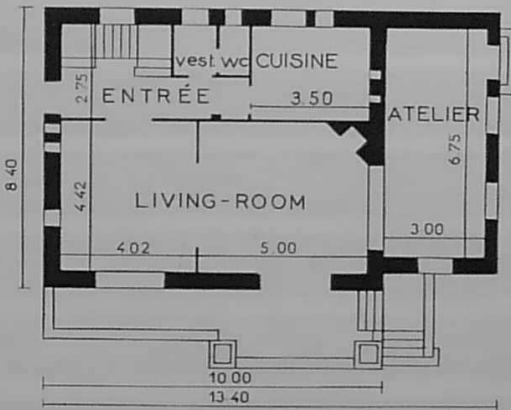 vest. wc CUISINE
2.75
ENTRÉE
3.50
ATELIER
8.40
6.75
4.42
LIVING-ROOM
3.00
4.02
5.00
10.00
13.40